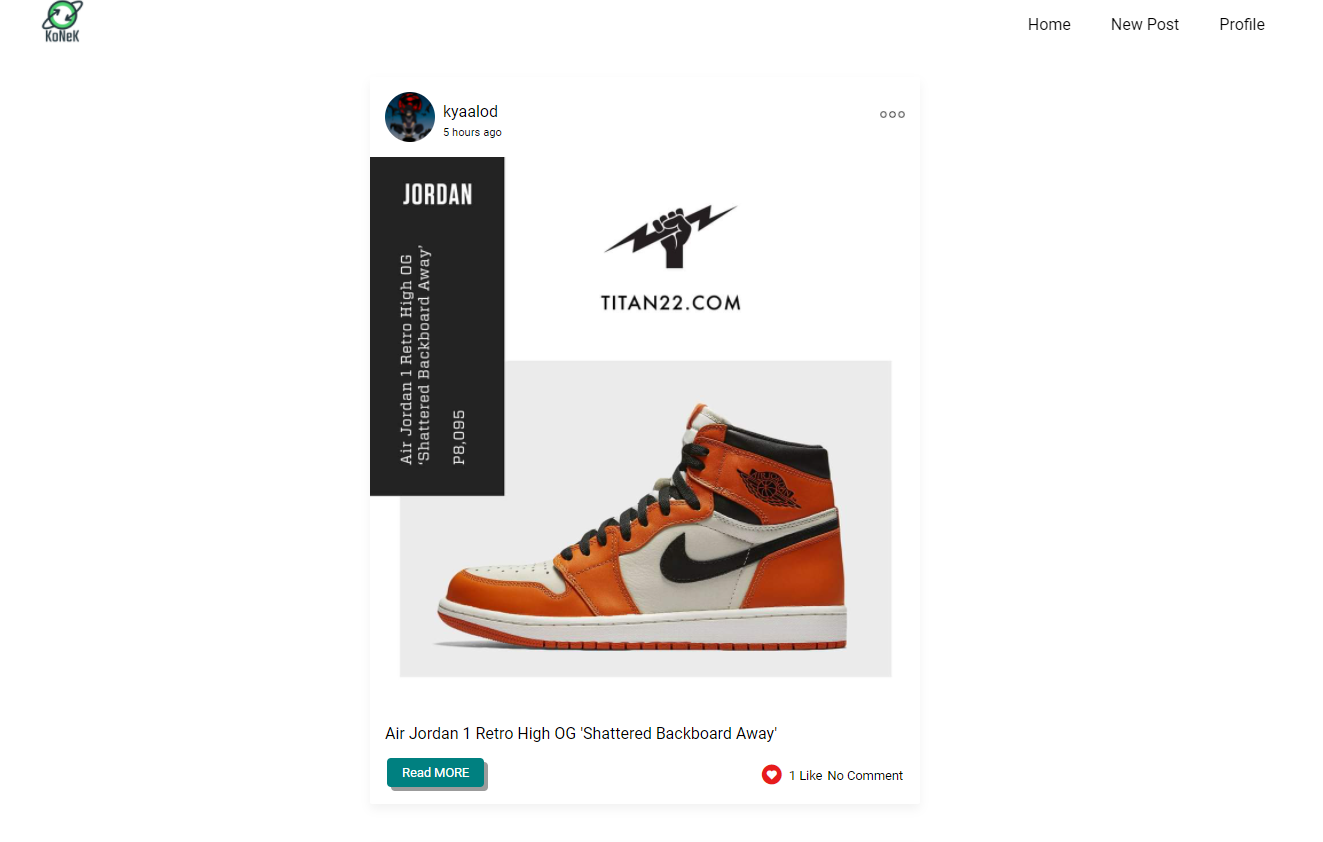 KoNeK
Home
New Post
Profile
kyaalod
5 hours ago
JORDAN
Air Jordan 1 Retro High OG
'Shattered Backboard Away'
P8,095
TITAN22.COM
Air Jordan 1 Retro High OG 'Shattered Backboard Away'
Read MORE
1 Like No Comment